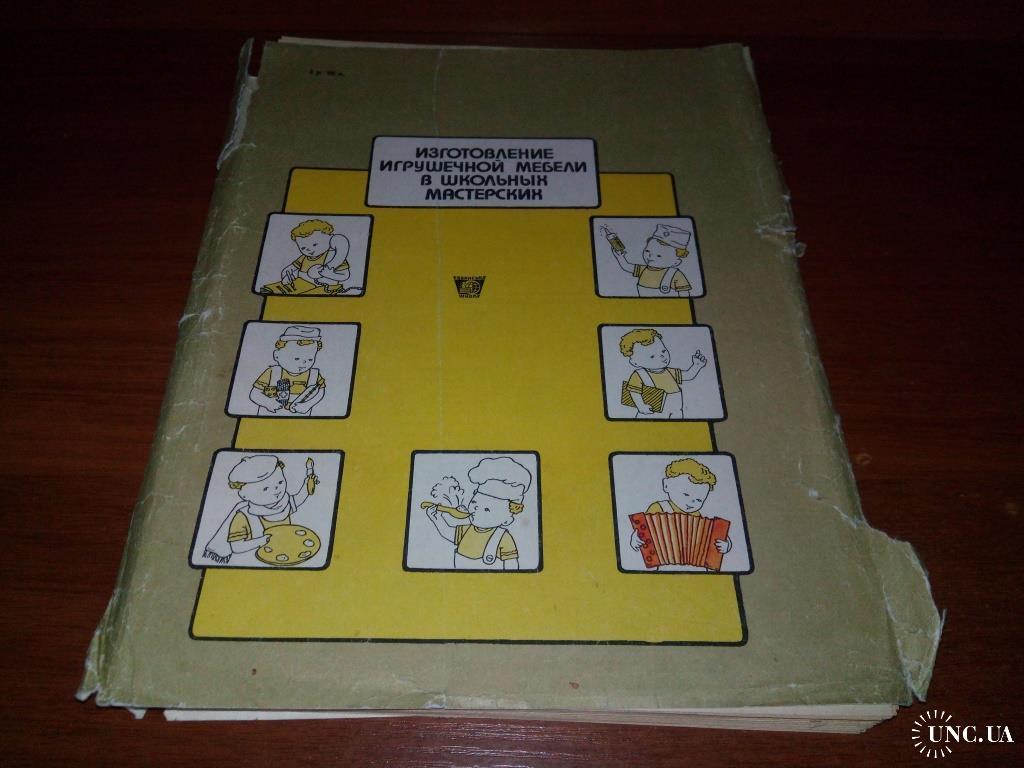 ИЗГОТОВЛЕНИЕ
ИГРУШЕЧНОЙ МЕБЕЛИ
В ШКОЛЬНЫХ
МАСТЕРСКИХ
UNC.UA